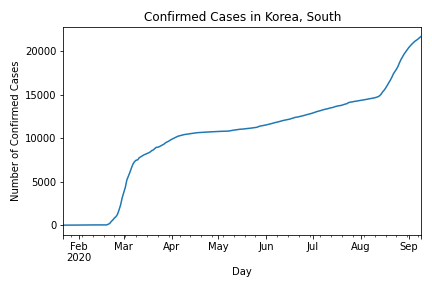 Confirmed Cases in Korea, South
Number of Confirmed Cases
20000
15000
10000
5000
0
Feb Mar Apr May Jun Jul Aug Sep
2020
Day